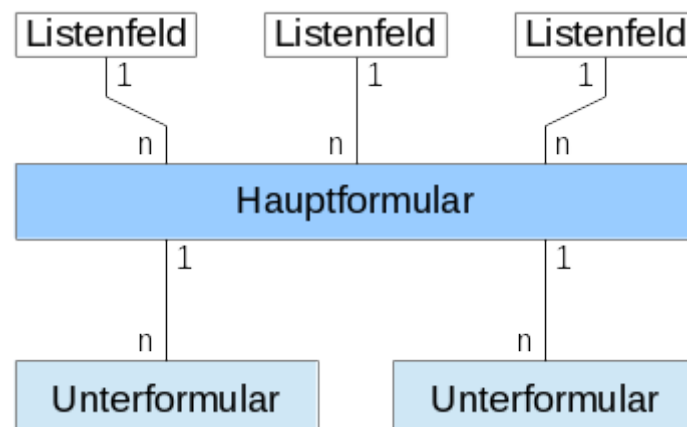 Listenfeld Listenfeld Listenfeld
1 1 1
n n n
Hauptformular
1 1
n n
Unterformular Unterformular